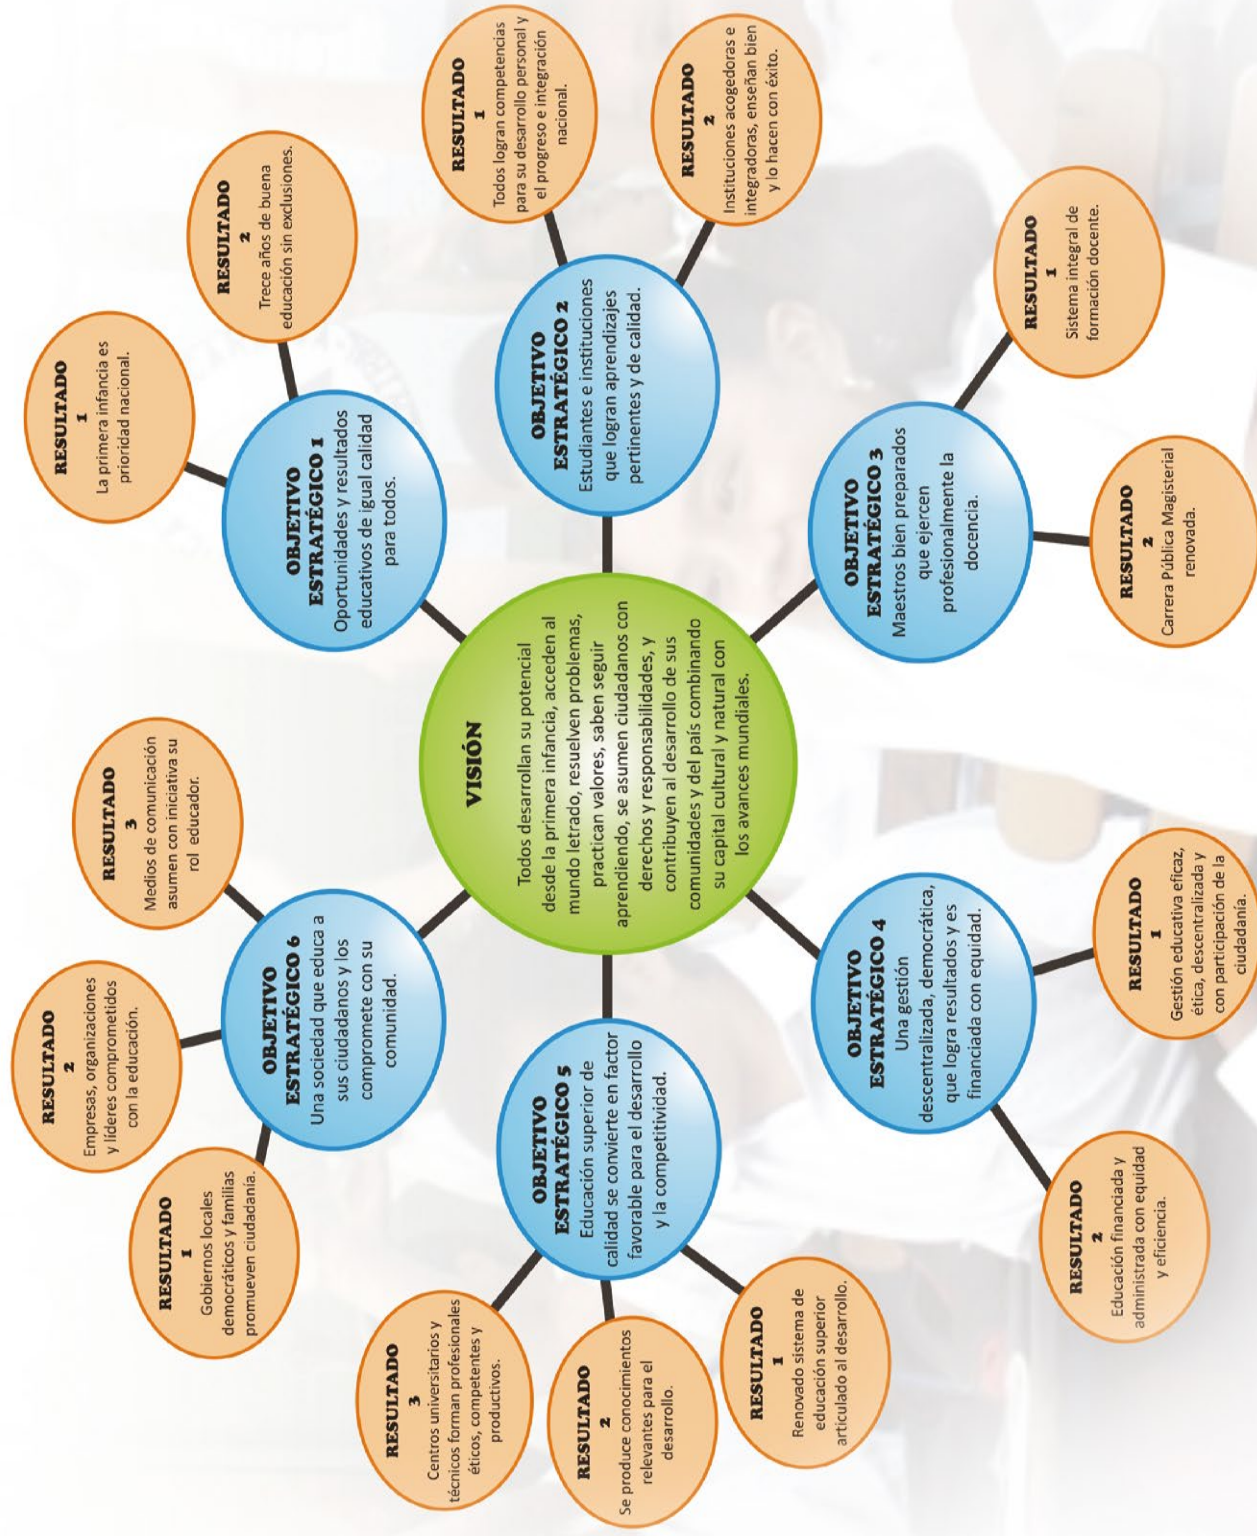 VISIÓN
Todos desarrollan su potencial
desde la primera infancia, acceden al
mundo letrado, resuelven problemas,
practican valores, saben seguir
aprendiendo, se asumen ciudadanos con
derechos y responsabilidades, y
contribuyen al desarrollo de sus
comunidades y del país combinando
su capital cultural y natural con
los avances mundiales.
OBJETIVO
ESTRATÉGICO 1
Oportunidades y resultados
educativos de igual calidad
para todos.
RESULTADO
1
La primera infancia es
prioridad nacional.
RESULTADO
2
Trece años de buena
educación sin exclusiones.
OBJETIVO
ESTRATÉGICO 2
Estudiantes e instituciones
que logran aprendizajes
pertinentes y de calidad.
RESULTADO
1
Todos logran competencias
para su desarrollo personal y
el progreso e integración
nacional.
RESULTADO
2
Instituciones acogedoras e
integradoras, enseñan bien
y lo hacen con éxito.
OBJETIVO
ESTRATÉGICO 3
Maestros bien preparados
que ejercen
profesionalmente la
docencia.
RESULTADO
1
Sistema integral de
formación docente.
RESULTADO
2
Carrera Pública Magisterial
renovada.
OBJETIVO
ESTRATÉGICO 4
Una gestión
descentralizada, democrática,
que logra resultados y es
financiada con equidad.
RESULTADO
1
Gestión educativa eficaz,
ética, descentralizada y
con participación de la
ciudadanía.
RESULTADO
2
Educación financiada y
administrada con equidad
y eficiencia.
OBJETIVO
ESTRATÉGICO 5
Educación superior de
calidad se convierte en factor
favorable para el desarrollo
y la competitividad.
RESULTADO
1
Renovado sistema de
educación superior
articulado al desarrollo.
RESULTADO
2
Se produce conocimientos
relevantes para el
desarrollo.
RESULTADO
3
Centros universitarios y
técnicos forman profesionales
éticos, competentes y
productivos.
OBJETIVO
ESTRATÉGICO 6
Una sociedad que educa a
sus ciudadanos y los
compromete con su
comunidad.
RESULTADO
1
Gobiernos locales
democráticos y familias
promueven ciudadanía.
RESULTADO
2
Empresas, organizaciones
y líderes comprometidos
con la educación.
RESULTADO
3
Medios de comunicación
asumen con iniciativa su
rol educador.